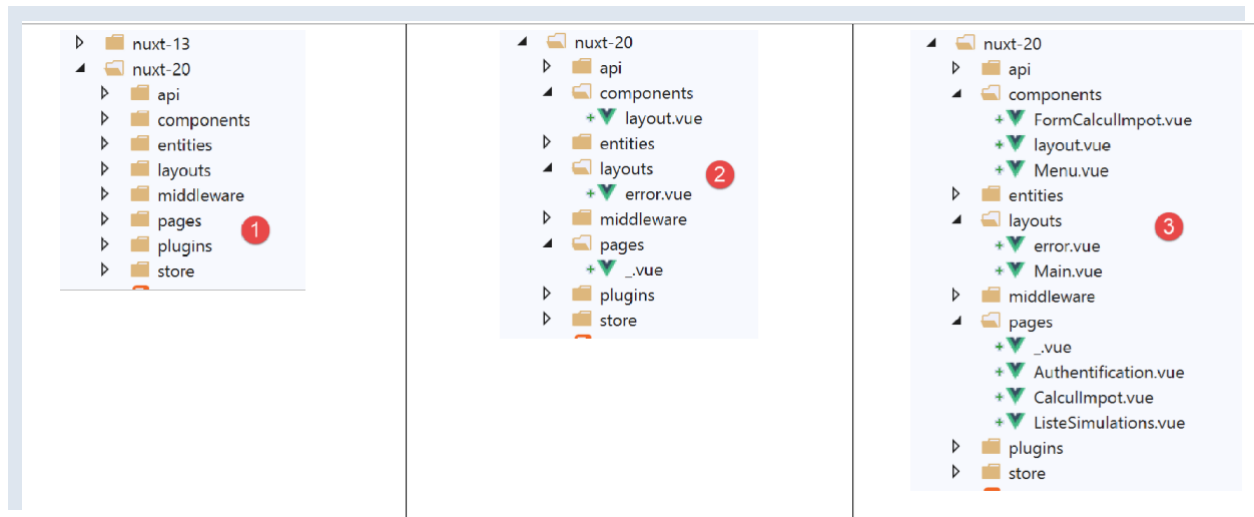 nuxt-13
nuxt-20
api
components
entities
layouts
middleware
pages
plugins
store
1
nuxt-20
api
components
layout.vue
entities
layouts
error.vue
middleware
pages
_.vue
plugins
store
2
nuxt-20
api
components
FormCalculImpot.vue
layout.vue
Menu.vue
entities
layouts
error.vue
Main.vue
middleware
pages
_.vue
Authentification.vue
CalculImpot.vue
ListeSimulations.vue
plugins
store
3